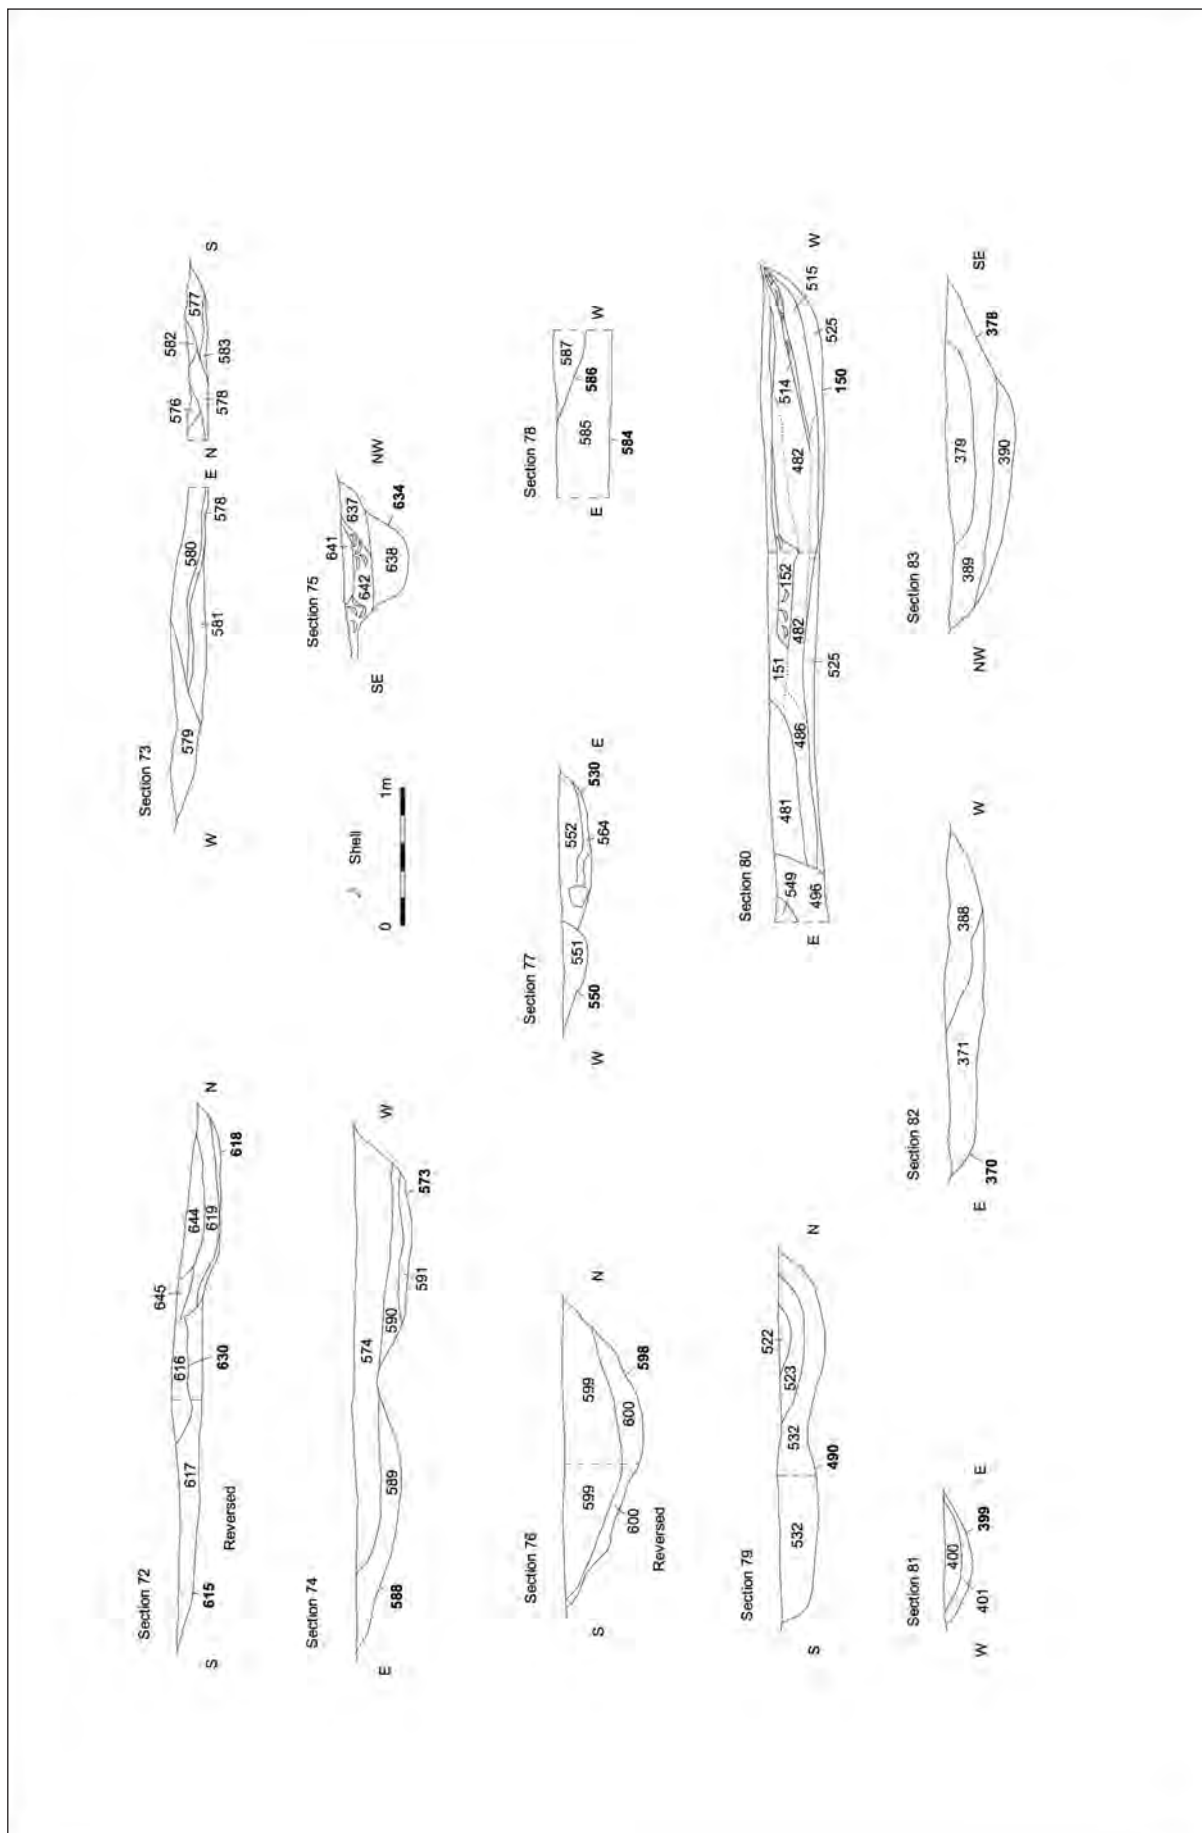 Section 72
645
616
644
619
617
S
N
615
630
618
Reversed
Section 73
576
582
579
580
577
W
E N
S
581
578
578
583
Section 74
574
590
589
E
W
588
591
573
Shell
0
1m
Section 75
641
637
642
638
SE
NW
634
Section 76
599
599
600
600
S
N
598
Reversed
Section 77
551
552
W
E
550
564
530
Section 78
587
585
586
E
W
584
Section 79
522
523
532
532
S
N
490
Section 80
549
481
151
152
514
496
486
482
482
E
W
525
515
525
150
Section 81
400
W
E
401
399
Section 82
371
388
E
W
370
Section 83
379
389
390
NW
SE
378